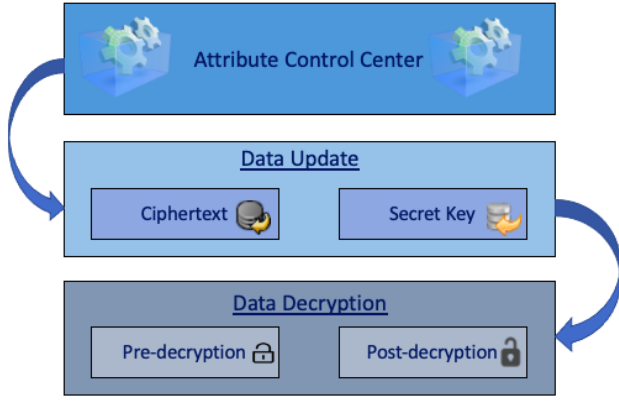 Attribute Control Center
Data Update
Ciphertext
Secret Key
Data Decryption
Pre-decryption
Post-decryption